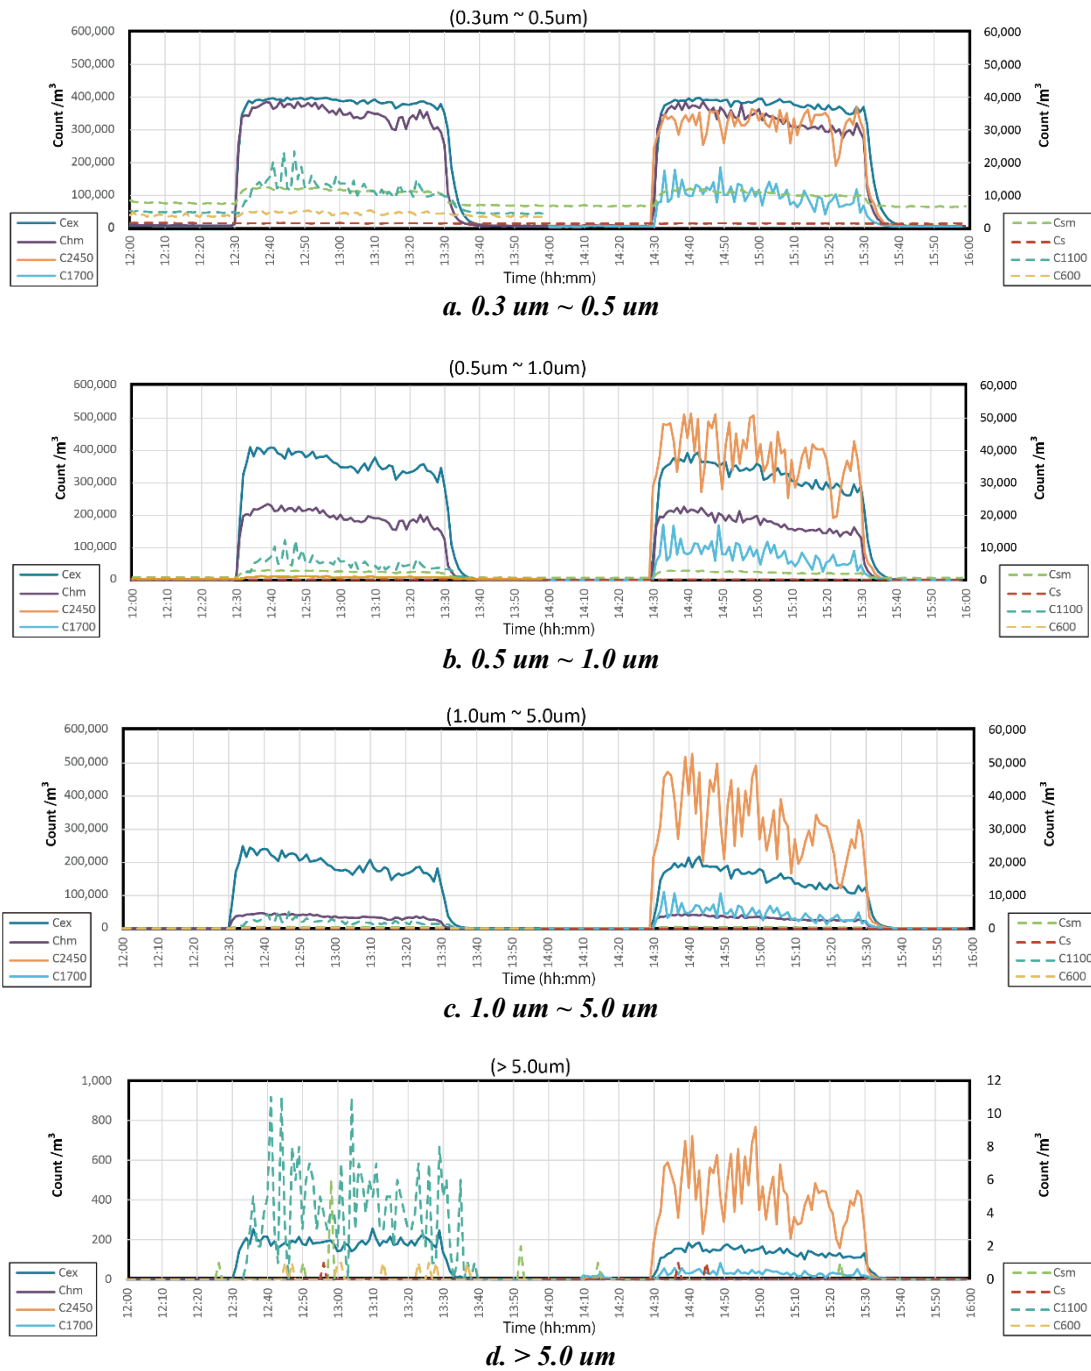 (0.3um ~ 0.5um)
600,000
500,000
400,000
300,000
200,000
100,000
0
Count /m³
60,000
50,000
40,000
30,000
20,000
10,000
0
Count /m³
Cex
Chm
C2450
C1700
Csm
Cs
C1100
C600
12:00 12:10 12:20 12:30 12:40 12:50 13:00 13:10 13:20 13:30 13:40 13:50 14:00 14:10 14:20 14:30 14:40 14:50 15:00 15:10 15:20 15:30 15:40 15:50 16:00
Time (hh:mm)
a. 0.3 um ~ 0.5 um
(0.5um ~ 1.0um)
600,000
500,000
400,000
300,000
200,000
100,000
0
Count /m³
60,000
50,000
40,000
30,000
20,000
10,000
0
Count /m³
Cex
Chm
C2450
C1700
Csm
Cs
C1100
C600
12:00 12:10 12:20 12:30 12:40 12:50 13:00 13:10 13:20 13:30 13:40 13:50 14:00 14:10 14:20 14:30 14:40 14:50 15:00 15:10 15:20 15:30 15:40 15:50 16:00
Time (hh:mm)
b. 0.5 um ~ 1.0 um
(1.0um ~ 5.0um)
600,000
500,000
400,000
300,000
200,000
100,000
0
Count /m³
60,000
50,000
40,000
30,000
20,000
10,000
0
Count /m³
Cex
Chm
C2450
C1700
Csm
Cs
C1100
C600
12:00 12:10 12:20 12:30 12:40 12:50 13:00 13:10 13:20 13:30 13:40 13:50 14:00 14:10 14:20 14:30 14:40 14:50 15:00 15:10 15:20 15:30 15:40 15:50 16:00
Time (hh:mm)
c. 1.0 um ~ 5.0 um
(> 5.0um)
1,000
800
600
400
200
0
Count /m³
12
10
8
6
4
2
0
Count /m³
Cex
Chm
C2450
C1700
Csm
Cs
C1100
C600
12:00 12:10 12:20 12:30 12:40 12:50 13:00 13:10 13:20 13:30 13:40 13:50 14:00 14:10 14:20 14:30 14:40 14:50 15:00 15:10 15:20 15:30 15:40 15:50 16:00
Time (hh:mm)
d. > 5.0 um